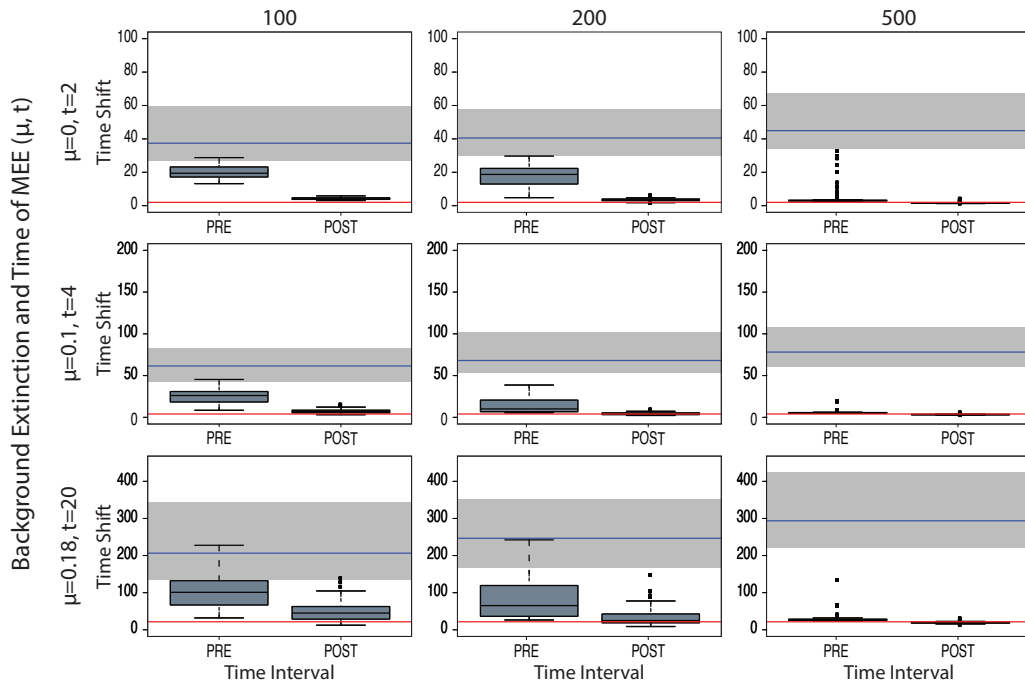 100 200 500
Background Extinction and Time of MEE (μ, t)
μ=0, t=2
Time Shift
100
80
60
40
20
0
PRE POST
100
80
60
40
20
0
PRE POST
100
80
60
40
20
0
PRE POST
μ=0.1, t=4
Time Shift
200
150
100
50
0
PRE POST
200
150
100
50
0
PRE POST
200
150
100
50
0
PRE POST
μ=0.18, t=20
Time Shift
400
300
200
100
0
PRE POST
Time Interval
400
300
200
100
0
PRE POST
Time Interval
400
300
200
100
0
PRE POST
Time Interval